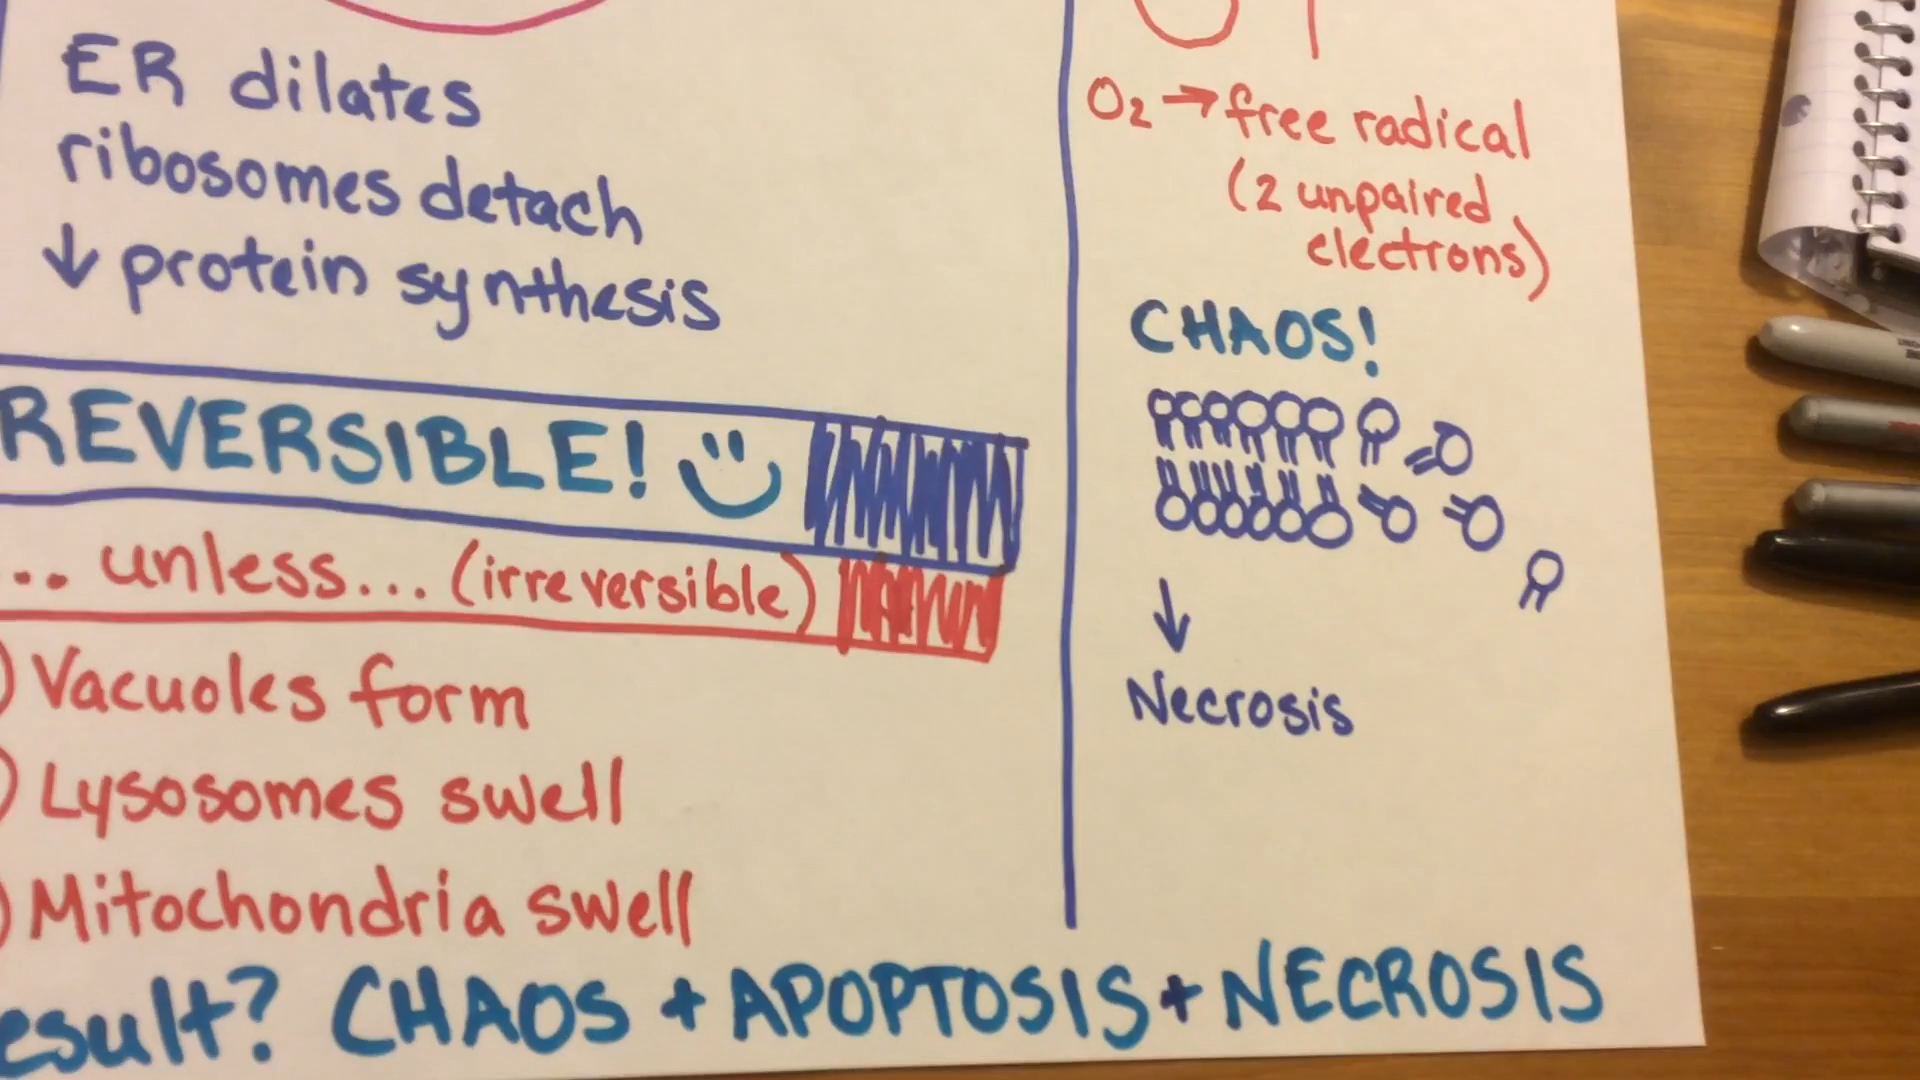 ER dilates
ribosomes detach
↓ protein synthesis
REVERSIBLE!
... unless... (irreversible)
Vacuoles form
Lysosomes swell
Mitochondria swell
O₂ → free radical
(2 unpaired
electrons)
CHAOS!
↓
Necrosis
esult? CHAOS + APOPTOSIS + NECROSIS